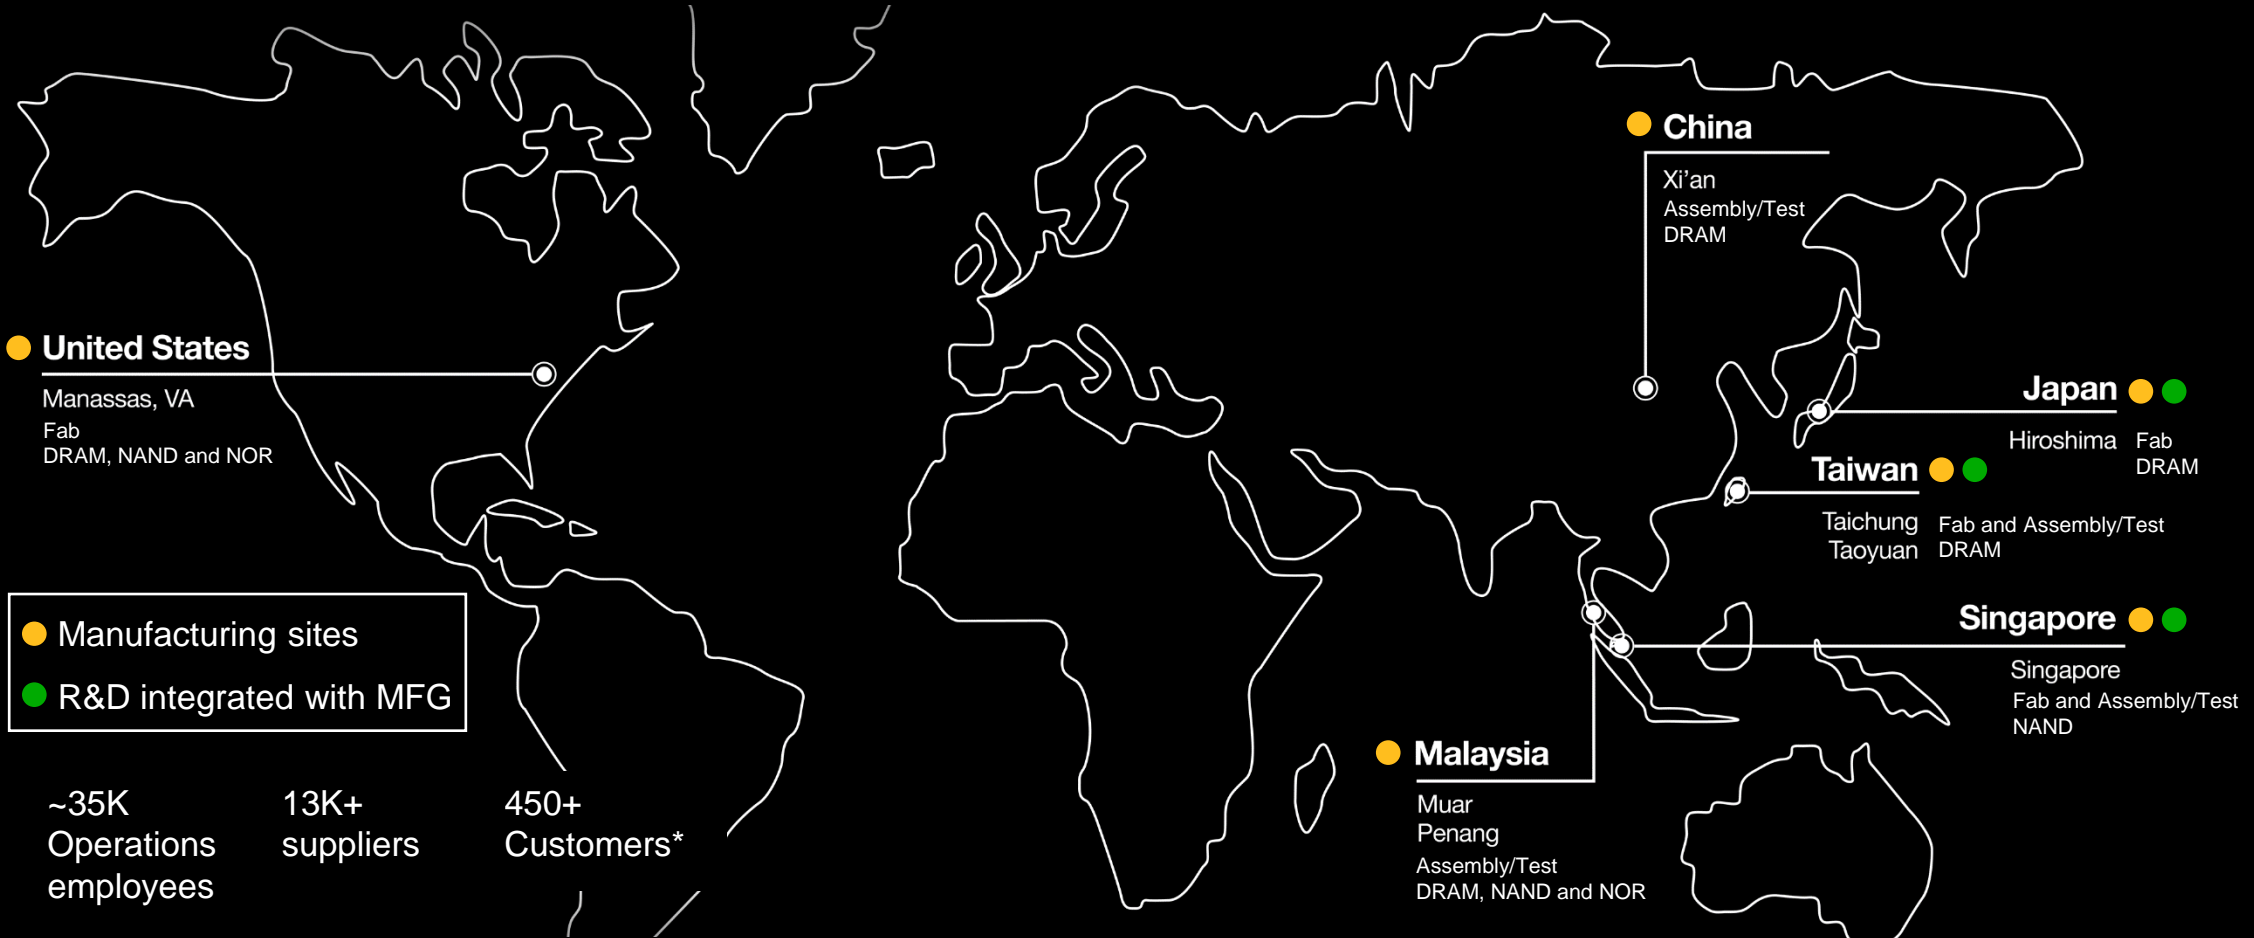 China
Xi’an
Assembly/Test
DRAM
United States
Manassas, VA
Fab
DRAM, NAND and NOR
Japan
Hiroshima
Fab
DRAM
Taiwan
Taichung
Taoyuan
Fab and Assembly/Test
DRAM
Singapore
Singapore
Fab and Assembly/Test
NAND
Malaysia
Muar
Penang
Assembly/Test
DRAM, NAND and NOR
Manufacturing sites
R&D integrated with MFG
~35K
Operations
employees
13K+
suppliers
450+
Customers*